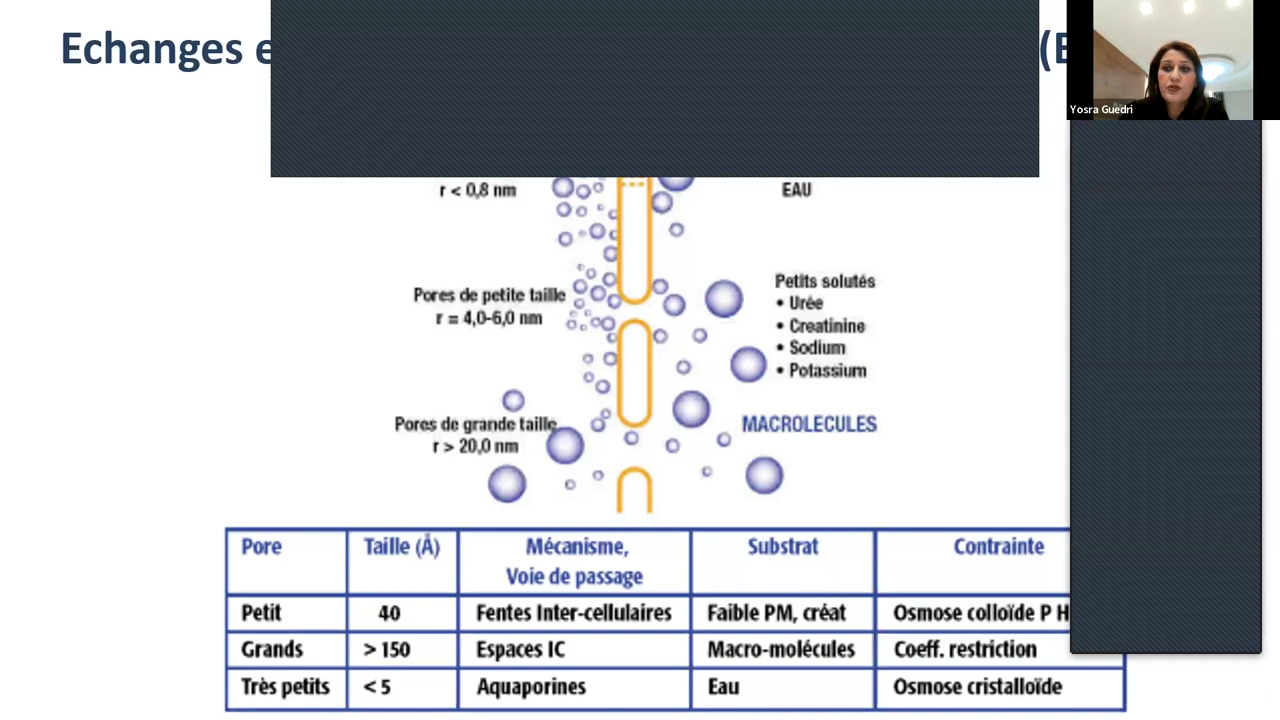 Echanges
Yosra Guedri
r < 0,8 nm
EAU
Pores de petite taille
r = 4,0-6,0 nm
Petits solutés
• Urée
• Creatinine
• Sodium
• Potassium
Pores de grande taille
r > 20,0 nm
MACROLECULES
Pore Taille (Å) Mécanisme, Voie de passage Substrat Contrainte
Petit 40 Fentes Inter-cellulaires Faible PM, créat Osmose colloïde P H
Grands > 150 Espaces IC Macro-molécules Coeff. restriction
Très petits < 5 Aquaporines Eau Osmose cristalloïde